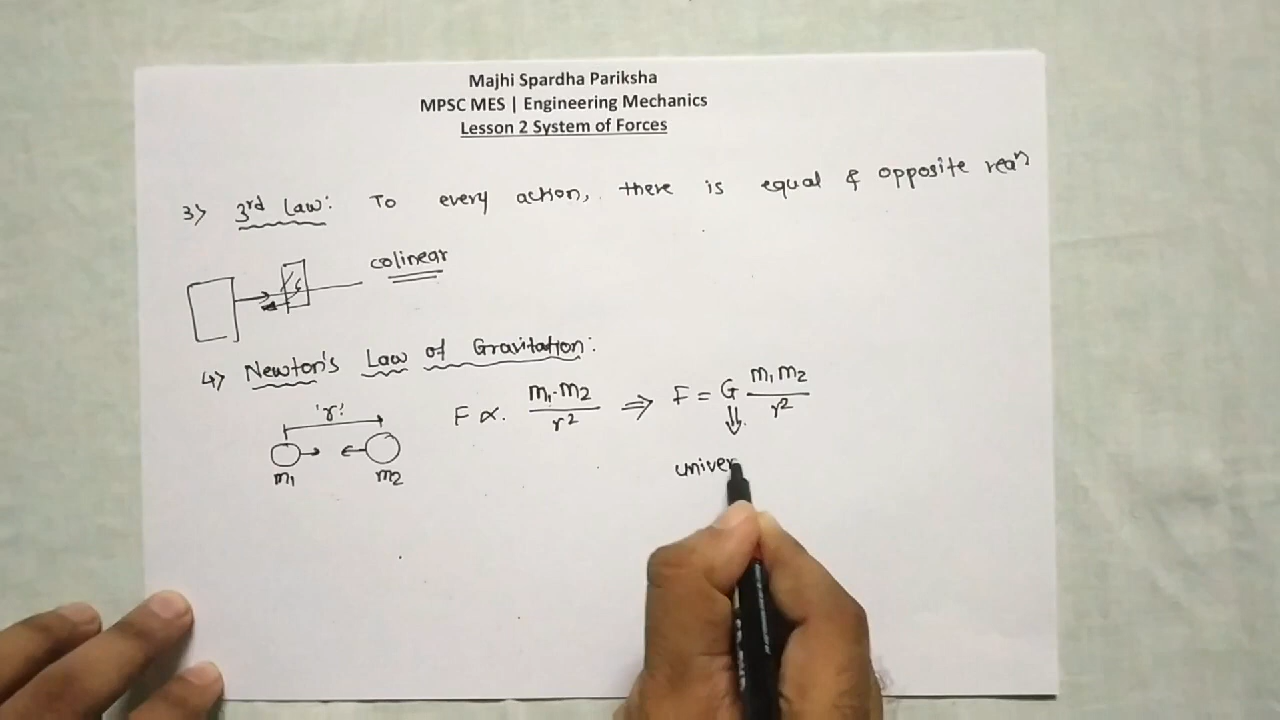 Majhi Spardha Pariksha
MPSC MES | Engineering Mechanics
Lesson 2 System of Forces
3) 3rd Law: To every action, there is equal & opposite rean
colinear
4) Newton's Law of Gravitation:
'r'
m1 m2
F ∝ m1.m2 / r² ⇒ F = G m1m2 / r²
univer